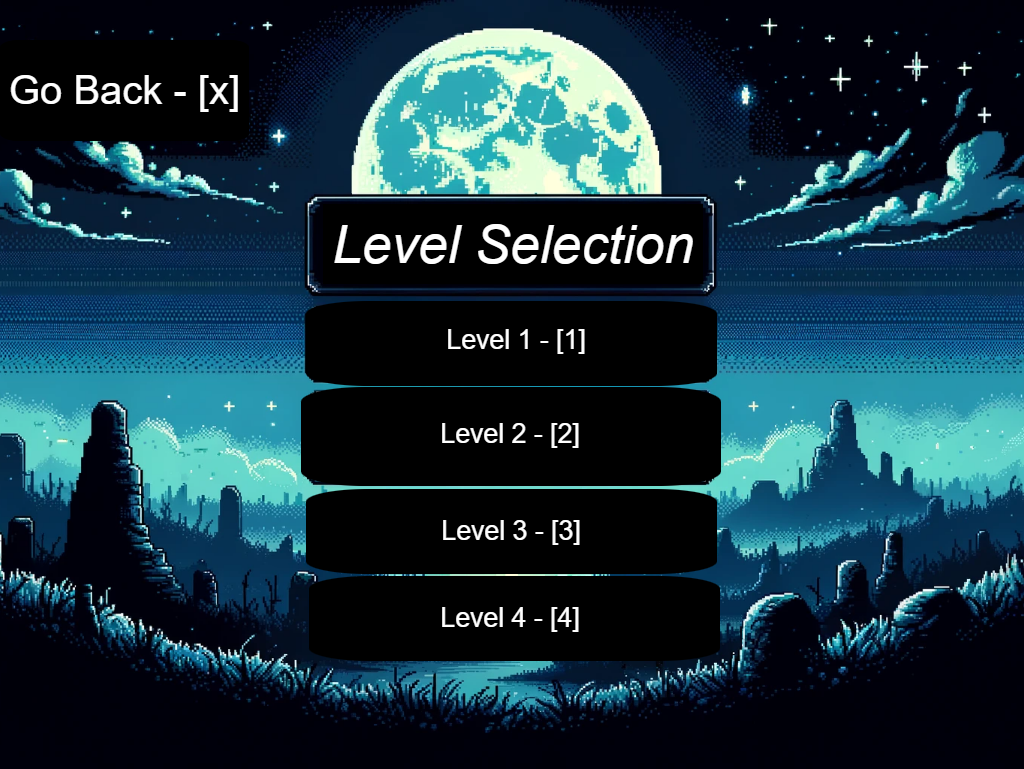 Go Back - [x]
Level Selection
Level 1 - [1]
Level 2 - [2]
Level 3 - [3]
Level 4 - [4]